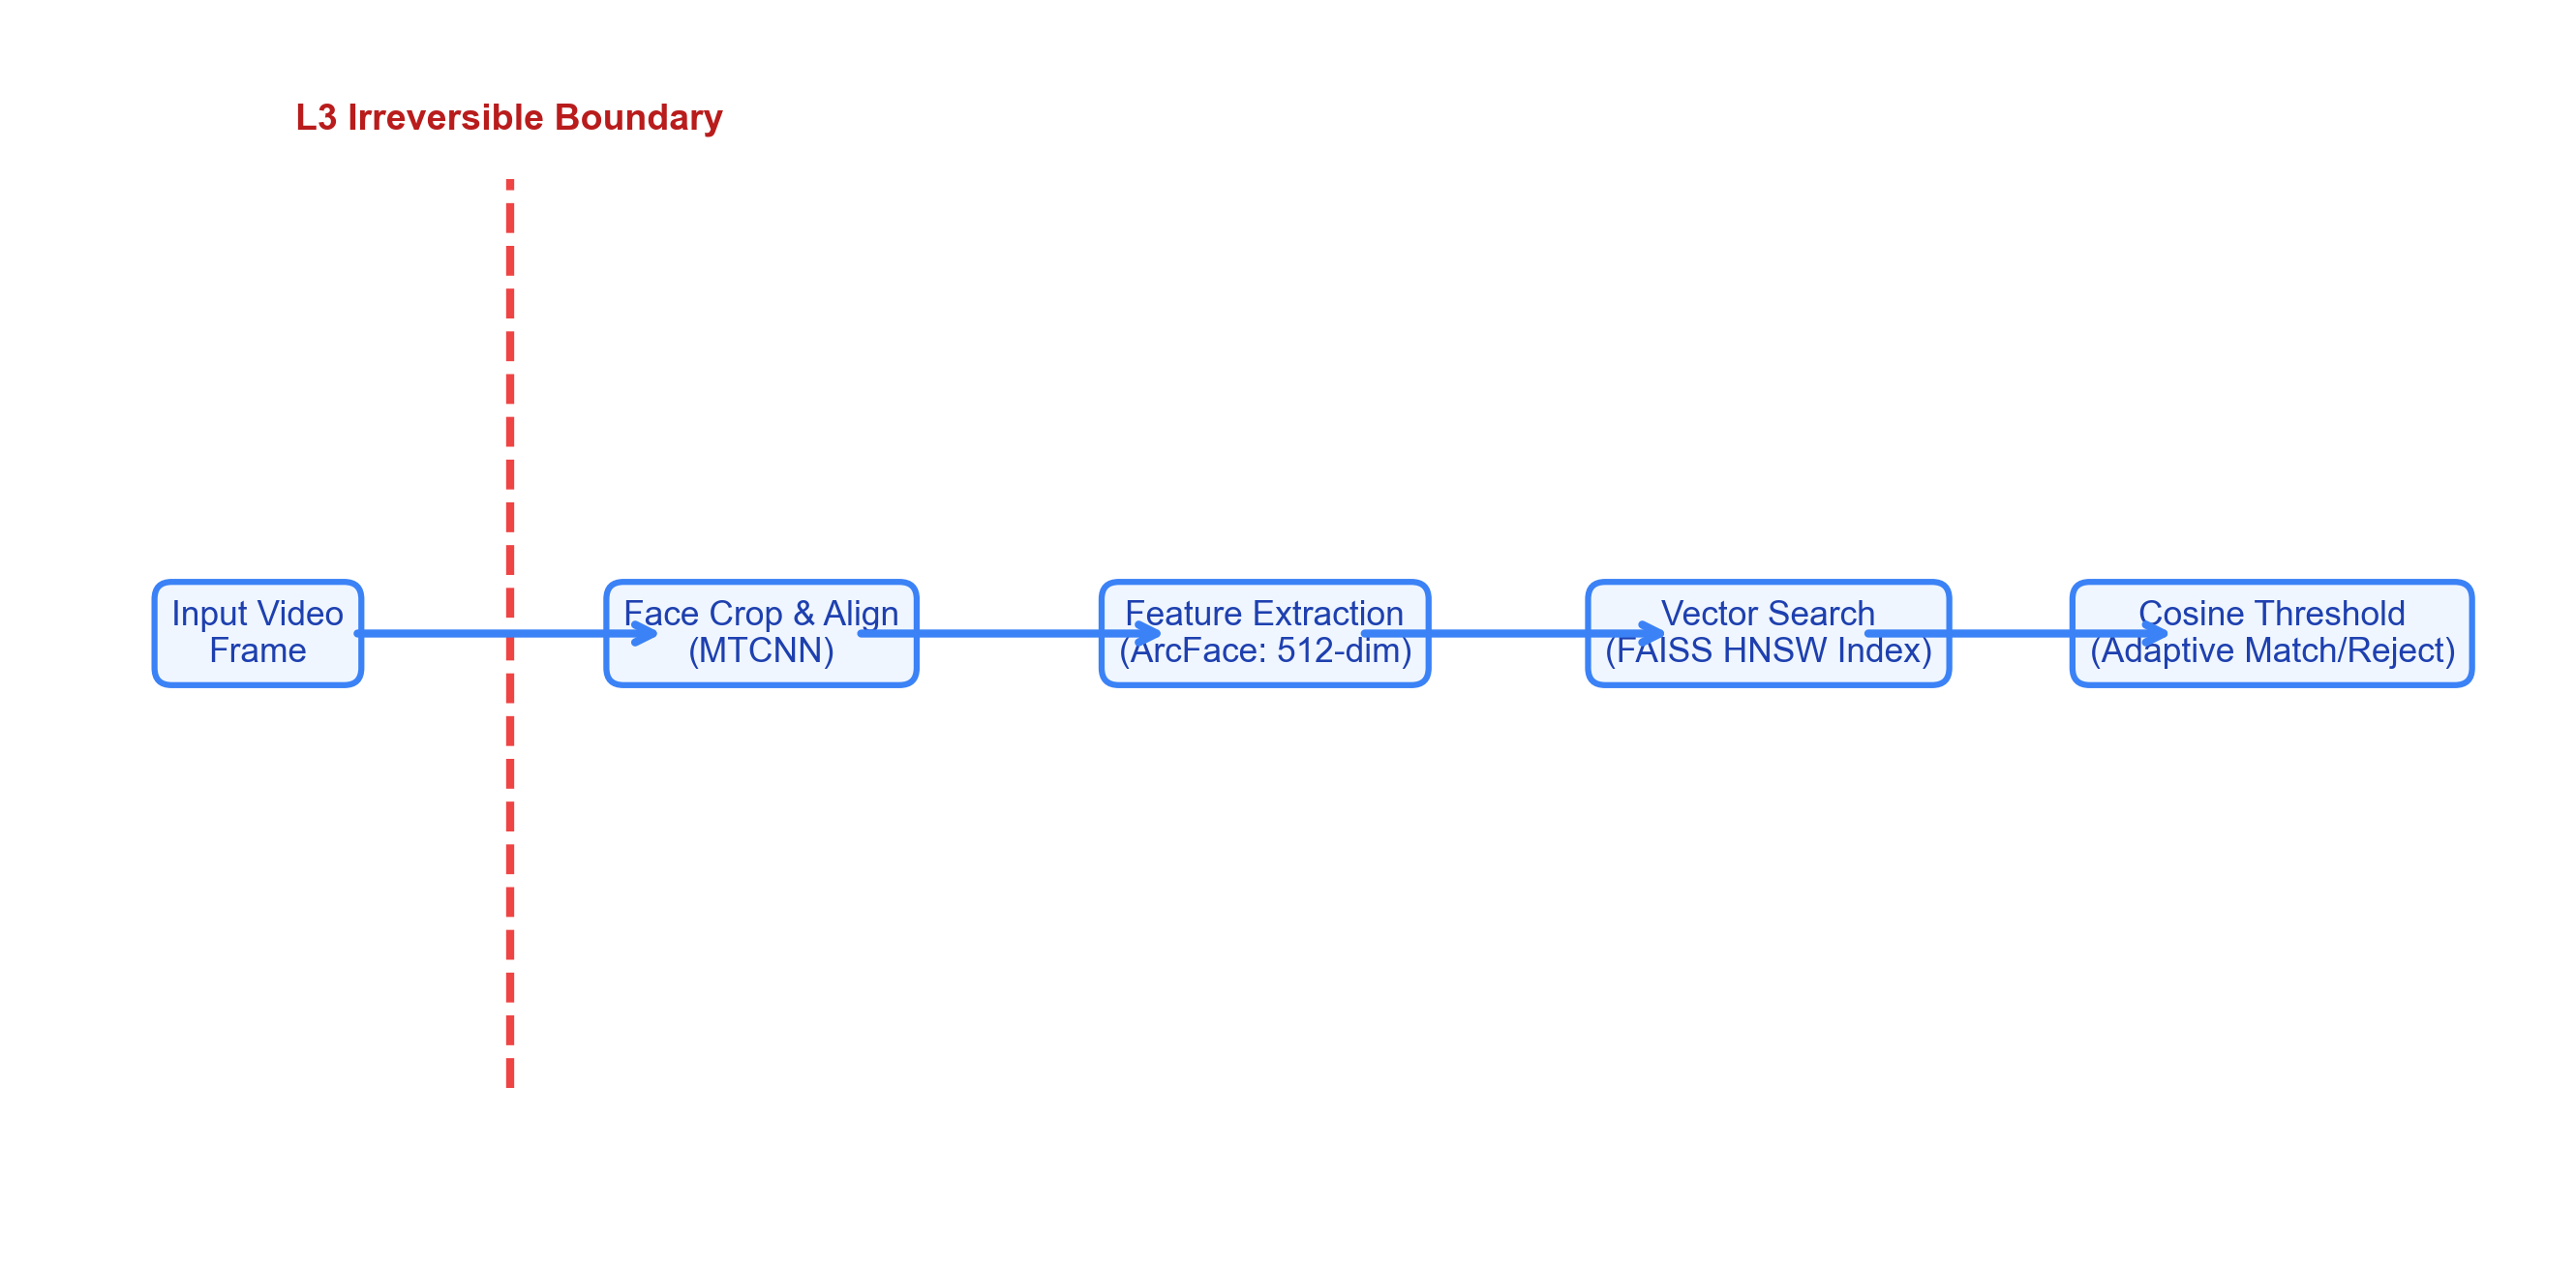 L3 Irreversible Boundary
Input Video
Frame
Face Crop & Align
(MTCNN)
Feature Extraction
(ArcFace: 512-dim)
Vector Search
(FAISS HNSW Index)
Cosine Threshold
(Adaptive Match/Reject)